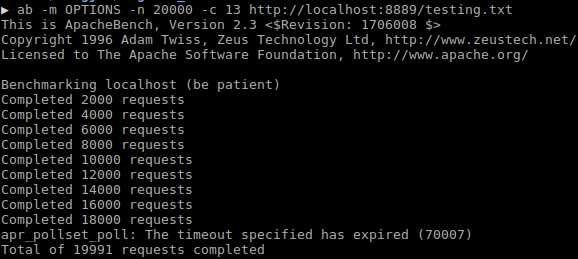 ▶ ab -m OPTIONS -n 20000 -c 13 http://localhost:8889/testing.txt
This is ApacheBench, Version 2.3 <$Revision: 1706008 $>
Copyright 1996 Adam Twiss, Zeus Technology Ltd, http://www.zeustech.net/
Licensed to The Apache Software Foundation, http://www.apache.org/

Benchmarking localhost (be patient)
Completed 2000 requests
Completed 4000 requests
Completed 6000 requests
Completed 8000 requests
Completed 10000 requests
Completed 12000 requests
Completed 14000 requests
Completed 16000 requests
Completed 18000 requests
apr_pollset_poll: The timeout specified has expired (70007)
Total of 19991 requests completed